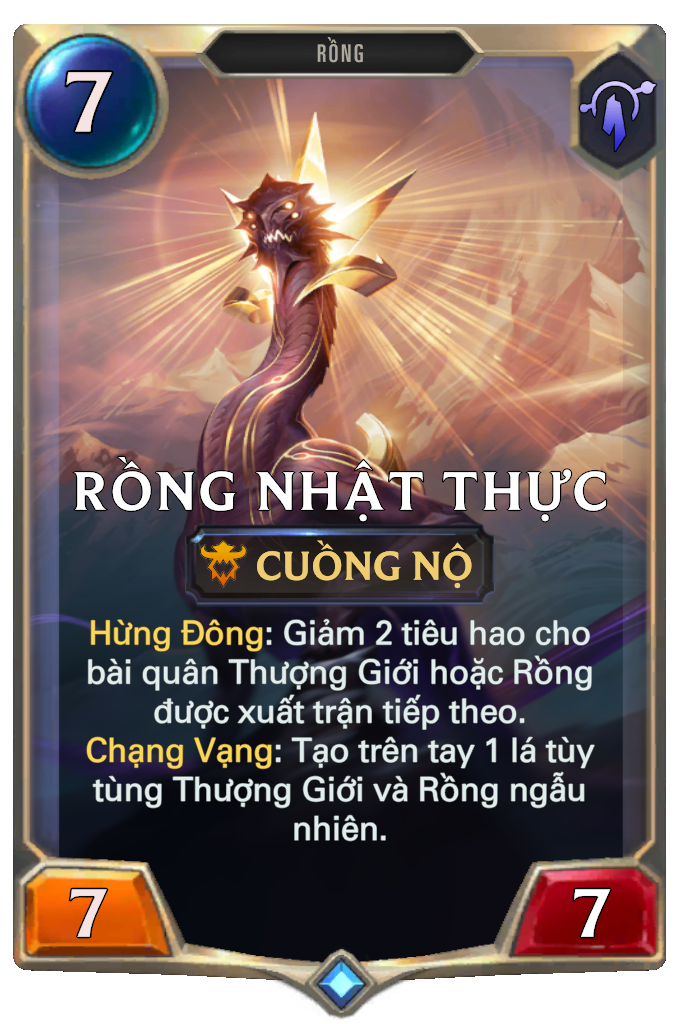 7
RỒNG
RỒNG NHẬT THỰC
CUỒNG NỘ
Hừng Đông: Giảm 2 tiêu hao cho
bài quân Thượng Giới hoặc Rồng
được xuất trận tiếp theo.
Chạng Vạng: Tạo trên tay 1 lá tùy
tùng Thượng Giới và Rồng ngẫu
nhiên.
7
7